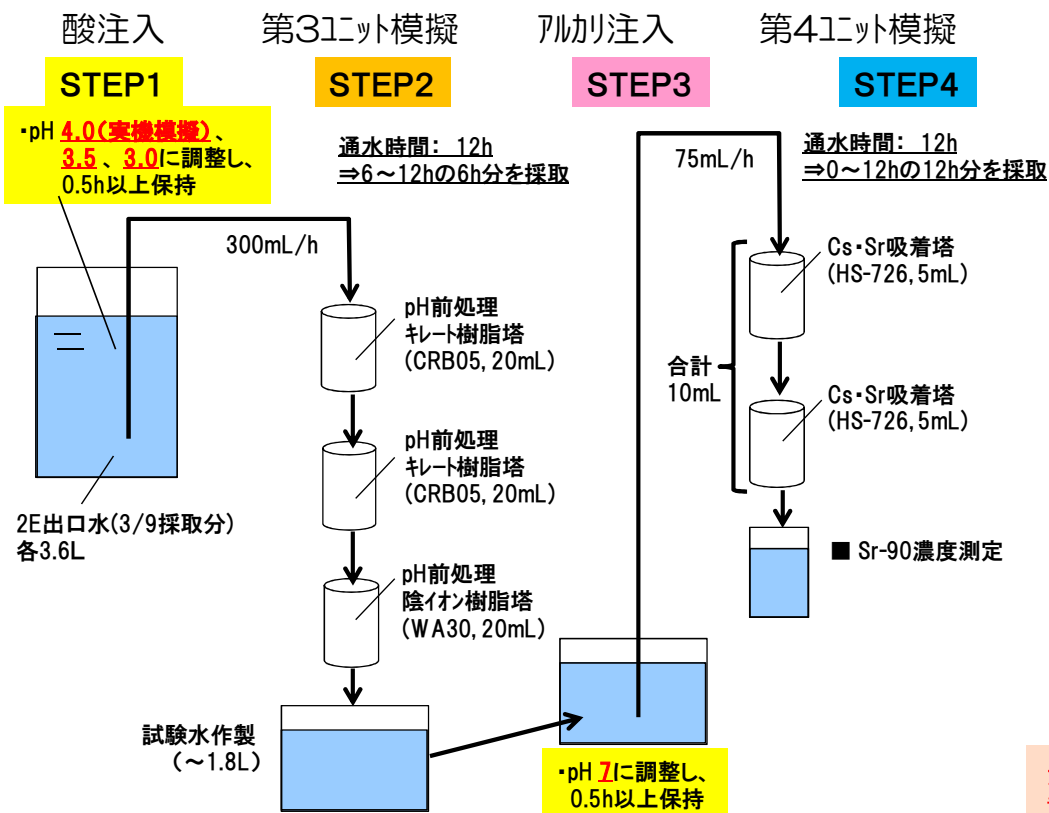 酸注入
STEP1
・pH 4.0(実機模擬)、
3.5 、3.0に調整し、
0.5h以上保持
2E出口水(3/9採取分)
各3.6L
第3ﾕﾆｯﾄ模擬
STEP2
通水時間: 12h
⇒6～12hの6h分を採取
300mL/h
pH前処理
ｷﾚｰﾄ樹脂塔
(CRB05, 20mL)
pH前処理
ｷﾚｰﾄ樹脂塔
(CRB05, 20mL)
pH前処理
陰ｲｵﾝ樹脂塔
(WA30, 20mL)
試験水作製
(～1.8L)
ｱﾙｶﾘ注入
STEP3
・pH 7に調整し、
0.5h以上保持
75mL/h
第4ﾕﾆｯﾄ模擬
STEP4
通水時間: 12h
⇒0～12hの12h分を採取
Cs・Sr吸着塔
(HS-726, 5mL)
合計
10mL
Cs・Sr吸着塔
(HS-726, 5mL)
■ Sr-90濃度測定